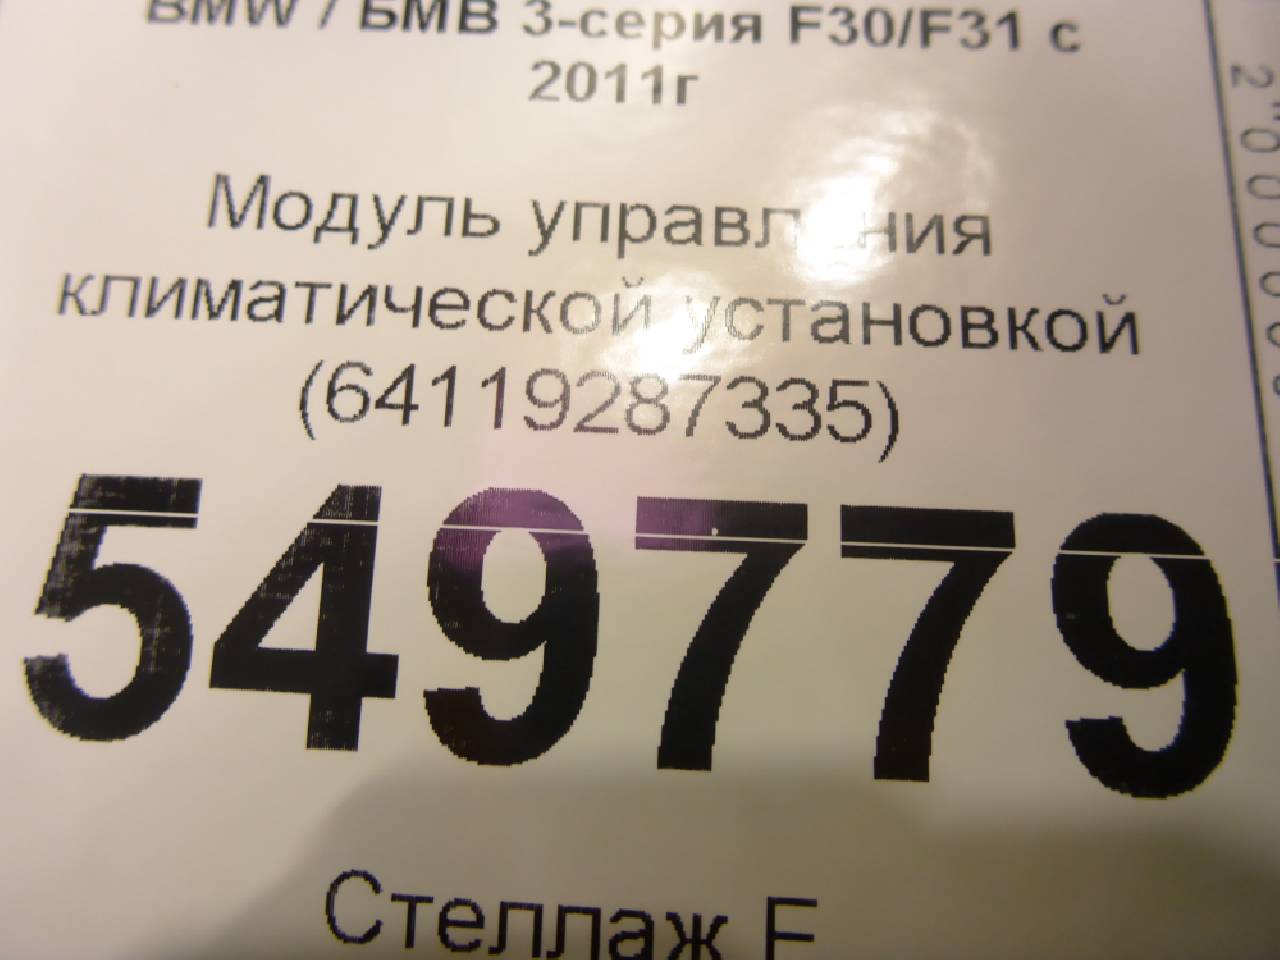 BMW / БМВ 3-серия F30/F31 с
2011г
Модуль управления
климатической установкой
(64119287335)
549779
Стеллаж